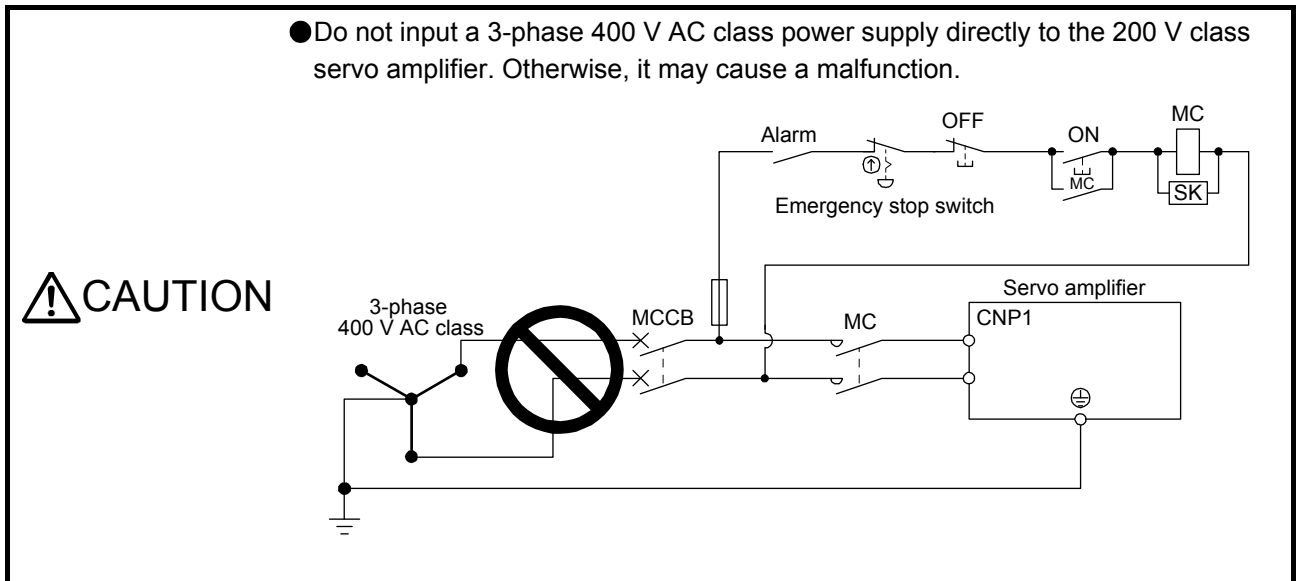 ●Do not input a 3-phase 400 V AC class power supply directly to the 200 V class
servo amplifier. Otherwise, it may cause a malfunction.
Alarm
OFF
ON
MC
MC
SK
Emergency stop switch
CAUTION
3-phase
400 V AC class
MCCB
MC
Servo amplifier
CNP1